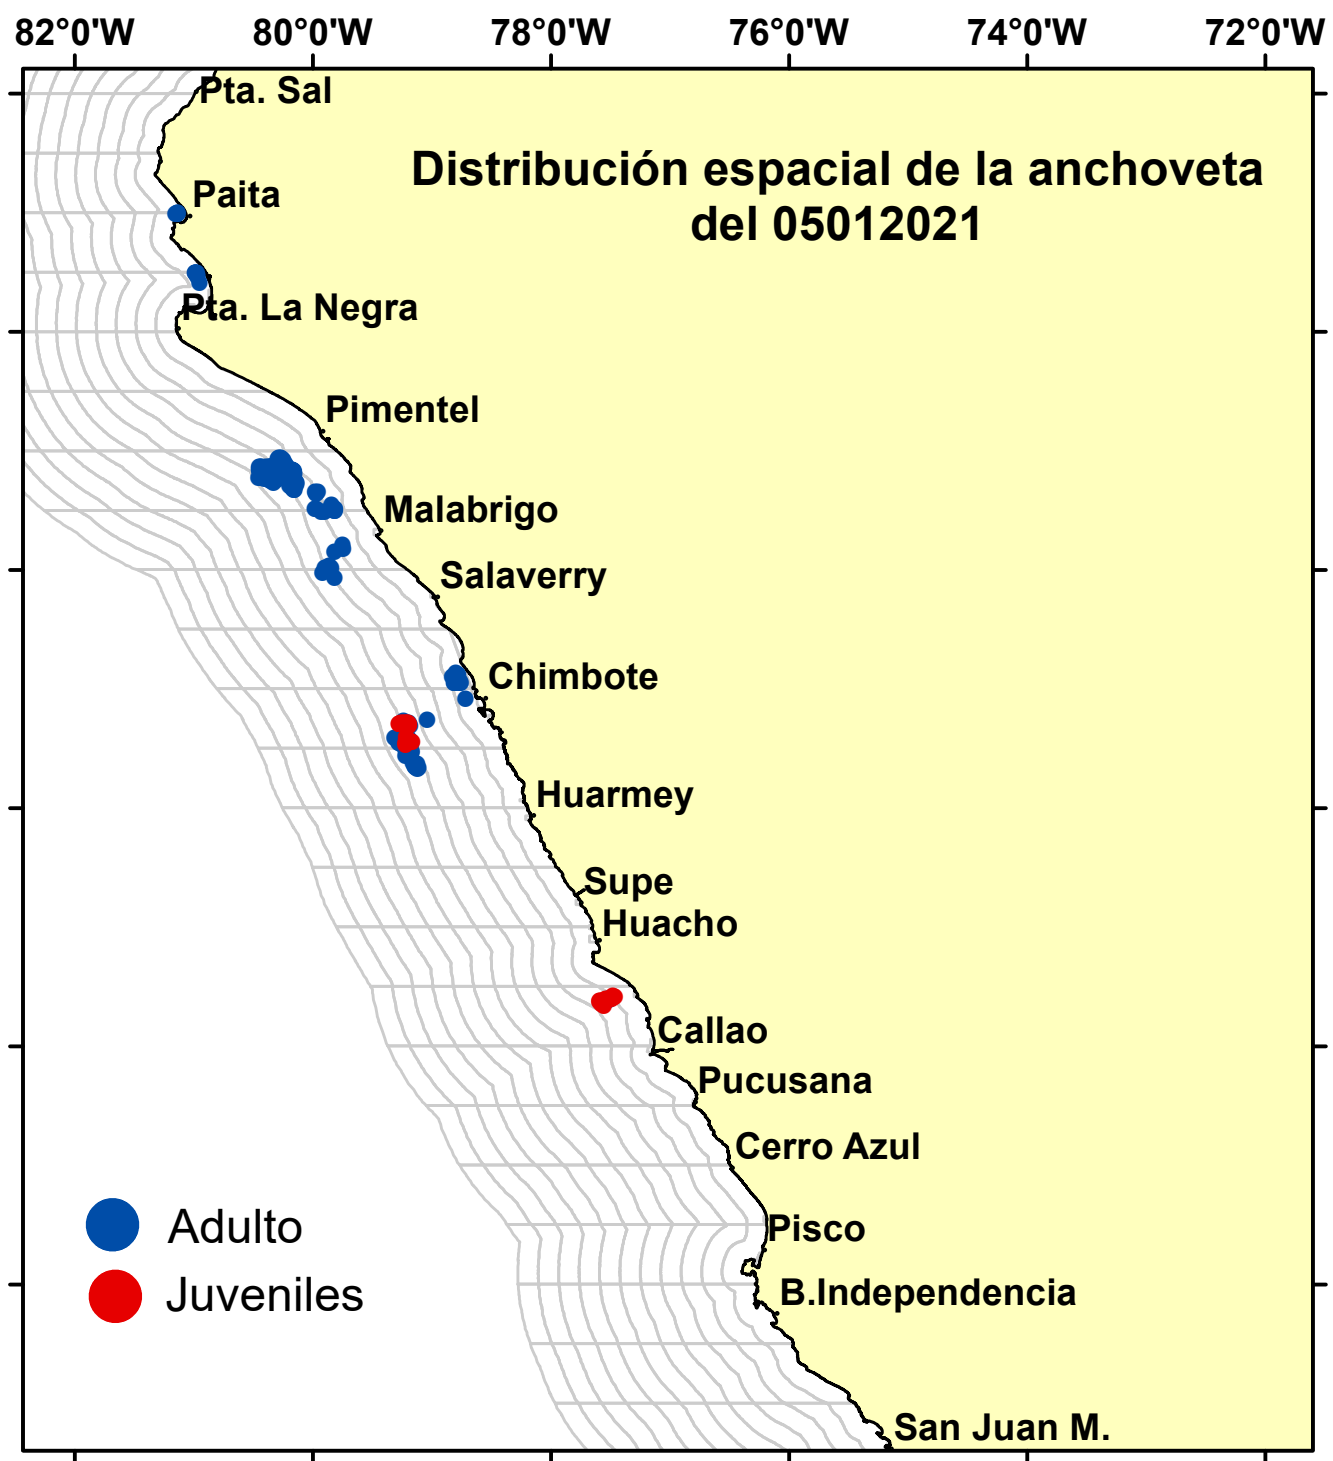 82°0'W 80°0'W 78°0'W 76°0'W 74°0'W 72°0'W
Pta. Sal
Distribución espacial de la anchoveta
del 05012021
Paita
Pta. La Negra
Pimentel
Malabrigo
Salaverry
Chimbote
Huarmey
Supe
Huacho
Callao
Pucusana
Cerro Azul
Pisco
B.Independencia
San Juan M.
Adulto
Juveniles